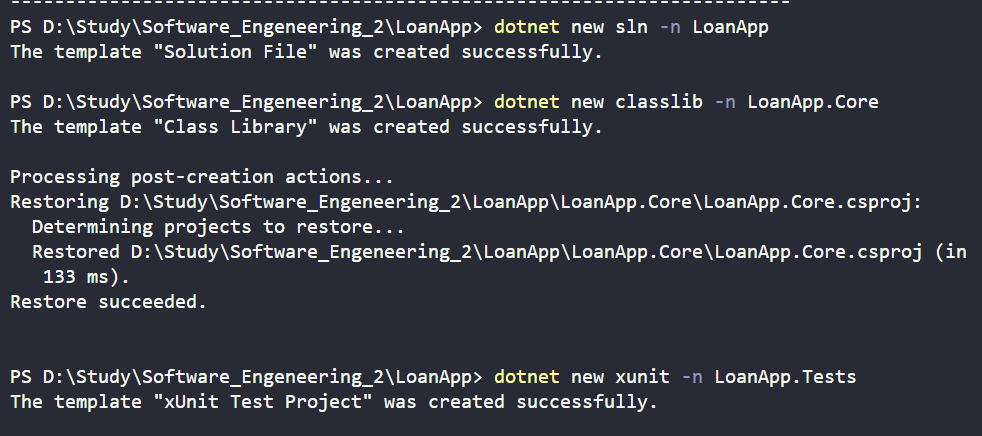 ------------------------------------------------------------------------
PS D:\Study\Software_Engeneering_2\LoanApp> dotnet new sln -n LoanApp
The template "Solution File" was created successfully.
PS D:\Study\Software_Engeneering_2\LoanApp> dotnet new classlib -n LoanApp.Core
The template "Class Library" was created successfully.
Processing post-creation actions...
Restoring D:\Study\Software_Engeneering_2\LoanApp\LoanApp.Core\LoanApp.Core.csproj:
  Determining projects to restore...
  Restored D:\Study\Software_Engeneering_2\LoanApp\LoanApp.Core\LoanApp.Core.csproj (in
   133 ms).
Restore succeeded.
PS D:\Study\Software_Engeneering_2\LoanApp> dotnet new xunit -n LoanApp.Tests
The template "xUnit Test Project" was created successfully.